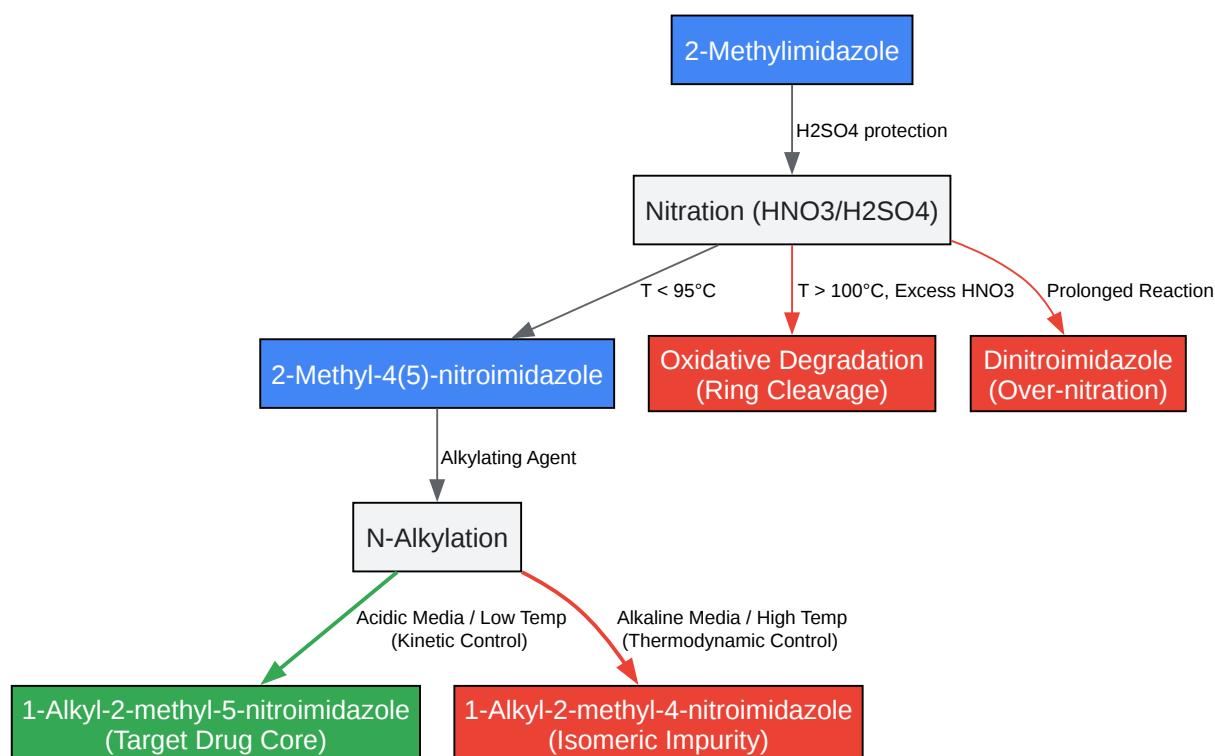 2-Methylimidazole
H2SO4 protection
Nitration (HNO3/H2SO4)
T < 95°C
T > 100°C, Excess HNO3
Prolonged Reaction
2-Methyl-4(5)-nitroimidazole
Oxidative Degradation
(Ring Cleavage)
Dinitroimidazole
(Over-nitration)
Alkylating Agent
N-Alkylation
Acidic Media / Low Temp
(Kinetic Control)
Alkaline Media / High Temp
(Thermodynamic Control)
1-Alkyl-2-methyl-5-nitroimidazole
(Target Drug Core)
1-Alkyl-2-methyl-4-nitroimidazole
(Isomeric Impurity)